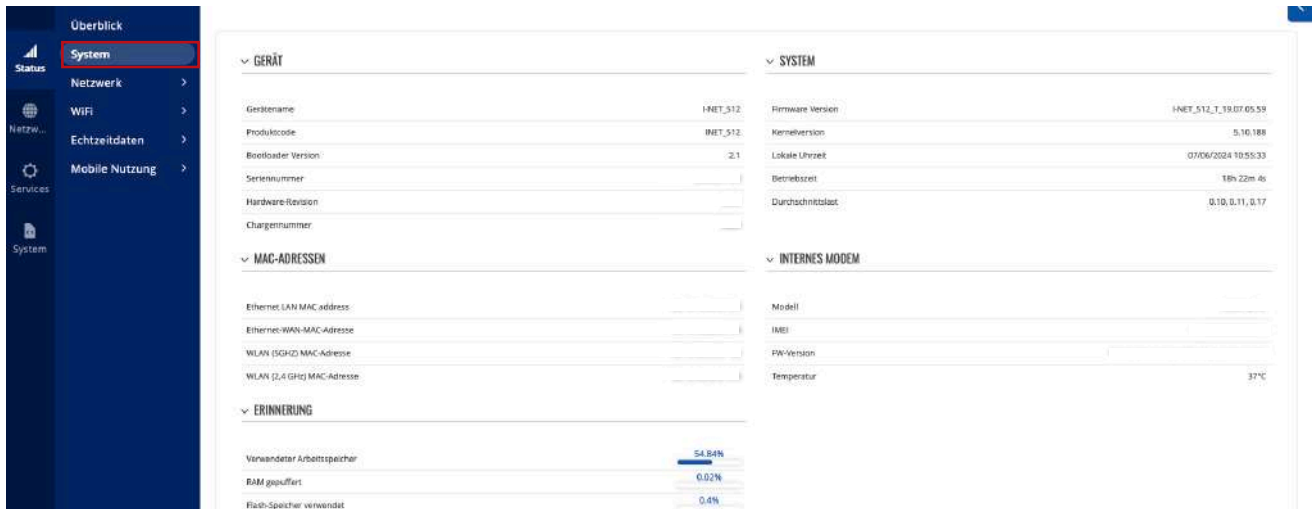 Überblick
System
Netzwerk
WiFi
Echtzeitdaten
Mobile Nutzung
Status
Netzw...
Services
System
GERÄT
Gerätename I-NET_512
Produktcode INET_512
Bootloader Version 2.1
Seriennummer
Hardware-Revision
Chargennummer
MAC-ADRESSEN
Ethernet LAN MAC address
Ethernet-WAN-MAC-Adresse
WLAN (5GHZ) MAC-Adresse
WLAN (2,4 GHz) MAC-Adresse
ERINNERUNG
Verwendeter Arbeitsspeicher 54.84%
RAM gepuffert 0.02%
Flash-Speicher verwendet 0.4%
SYSTEM
Firmware Version I-NET_512_T_19.07.05.59
Kernelversion 5.10.188
Lokale Uhrzeit 07/06/2024 10:55:33
Betriebszeit 18h 22m 4s
Durchschnittslast 0.10, 0.11, 0.17
INTERNES MODEM
Modell
IMEI
FW-Version
Temperatur 37°C